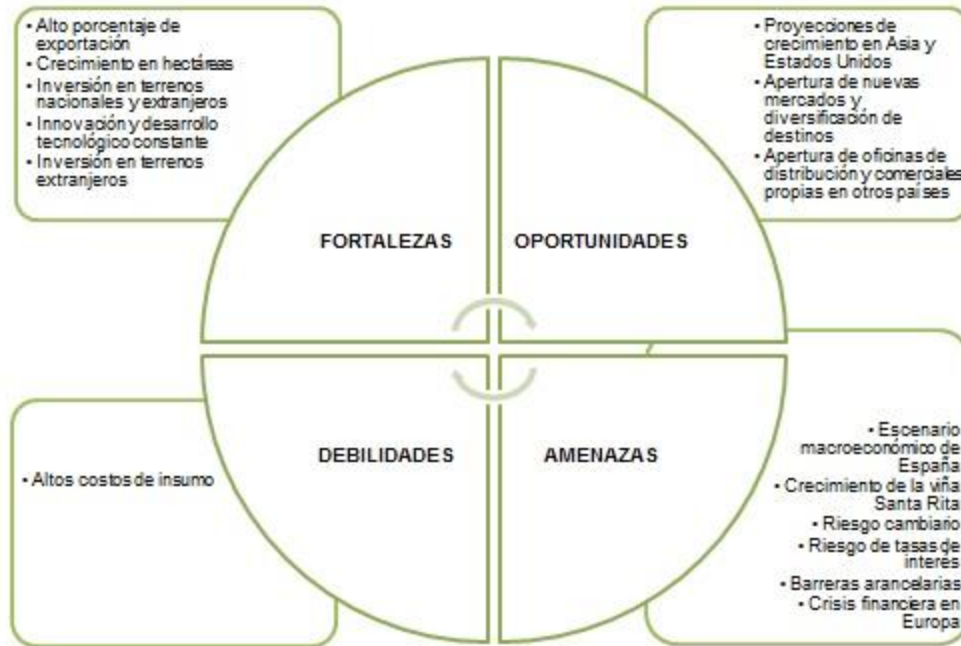 • Alto porcentaje de
exportación
• Crecimiento en hectáreas
• Inversión en terrenos
nacionales y extranjeros
• Innovación y desarrollo
tecnológico constante
• Inversión en terrenos
extranjeros
• Proyecciones de
crecimiento en Asia y
Estados Unidos
• Apertura de nuevas
mercados y
diversificación de
destinos
• Apertura de oficinas de
distribución y comerciales
propias en otros países
FORTALEZAS
OPORTUNIDADES
DEBILIDADES
AMENAZAS
• Altos costos de insumo
• Escenario
macroeconómico de
España
• Crecimiento de la viña
Santa Rita
• Riesgo cambiario
• Riesgo de tasas de
interés
• Barreras arancelarias
• Crisis financiera en
Europa